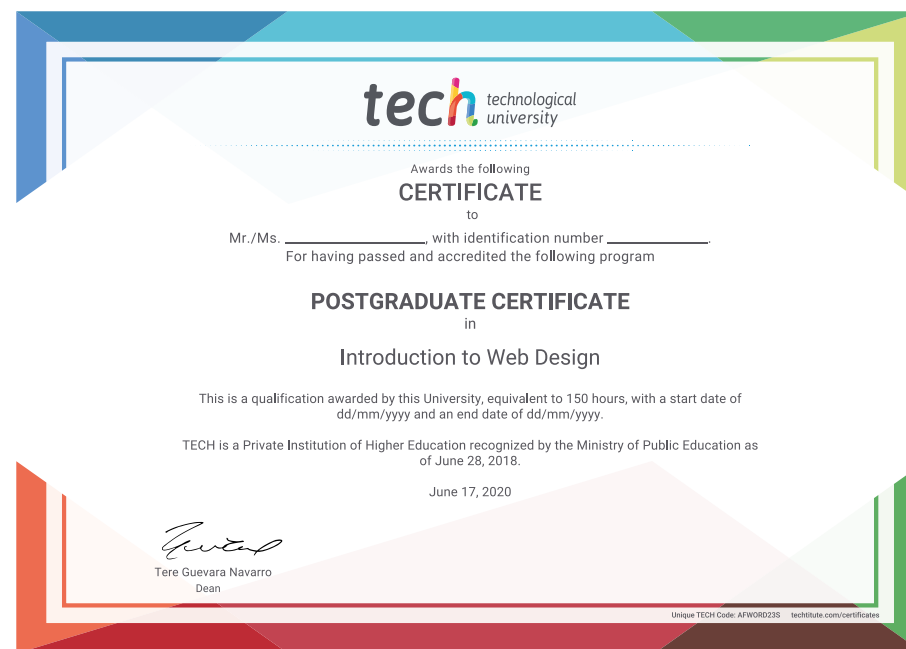 tech technological
university
Awards the following
CERTIFICATE
to
Mr./Ms. ____________________, with identification number ______________.
For having passed and accredited the following program
POSTGRADUATE CERTIFICATE
in
Introduction to Web Design
This is a qualification awarded by this University, equivalent to 150 hours, with a start date of
dd/mm/yyyy and an end date of dd/mm/yyyy.
TECH is a Private Institution of Higher Education recognized by the Ministry of Public Education as
of June 28, 2018.
June 17, 2020
Tere Guevara Navarro
Dean
Unique TECH Code: AFWORD23S techtitute.com/certificates